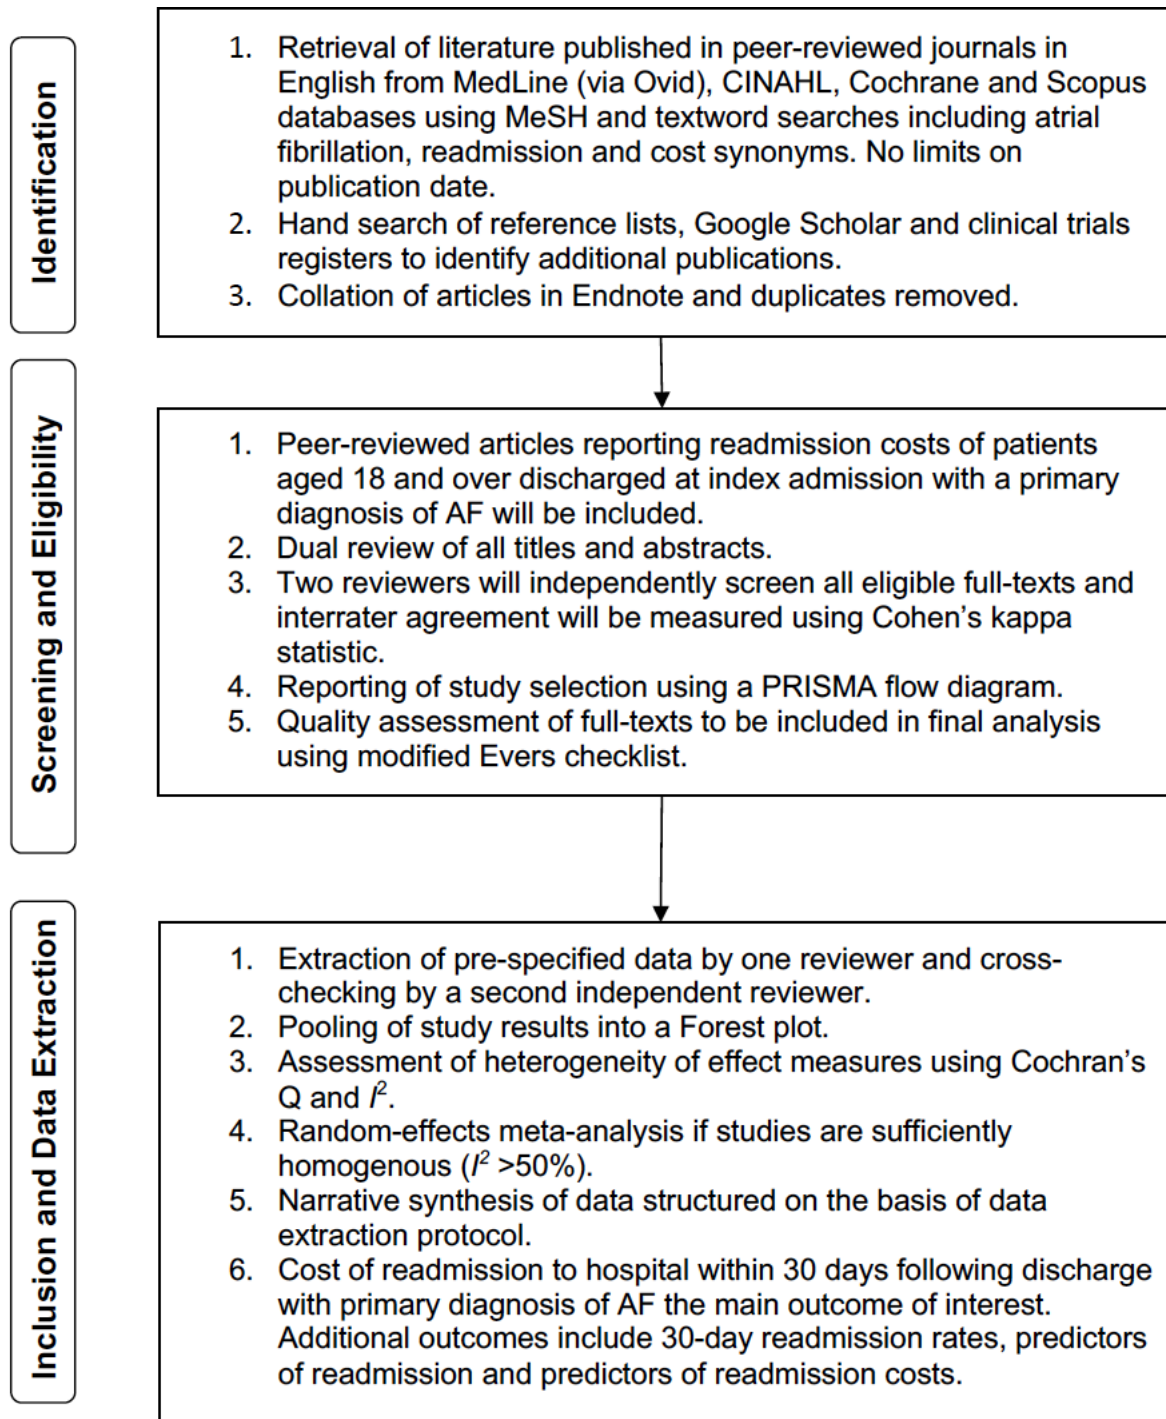 Identification
1. Retrieval of literature published in peer-reviewed journals in
English from MedLine (via Ovid), CINAHL, Cochrane and Scopus
databases using MeSH and textword searches including atrial
fibrillation, readmission and cost synonyms. No limits on
publication date.
2. Hand search of reference lists, Google Scholar and clinical trials
registers to identify additional publications.
3. Collation of articles in Endnote and duplicates removed.
Screening and Eligibility
1. Peer-reviewed articles reporting readmission costs of patients
aged 18 and over discharged at index admission with a primary
diagnosis of AF will be included.
2. Dual review of all titles and abstracts.
3. Two reviewers will independently screen all eligible full-texts and
interrater agreement will be measured using Cohen’s kappa
statistic.
4. Reporting of study selection using a PRISMA flow diagram.
5. Quality assessment of full-texts to be included in final analysis
using modified Evers checklist.
Inclusion and Data Extraction
1. Extraction of pre-specified data by one reviewer and cross-
checking by a second independent reviewer.
2. Pooling of study results into a Forest plot.
3. Assessment of heterogeneity of effect measures using Cochran’s
Q and I².
4. Random-effects meta-analysis if studies are sufficiently
homogenous (I² >50%).
5. Narrative synthesis of data structured on the basis of data
extraction protocol.
6. Cost of readmission to hospital within 30 days following discharge
with primary diagnosis of AF the main outcome of interest.
Additional outcomes include 30-day readmission rates, predictors
of readmission and predictors of readmission costs.